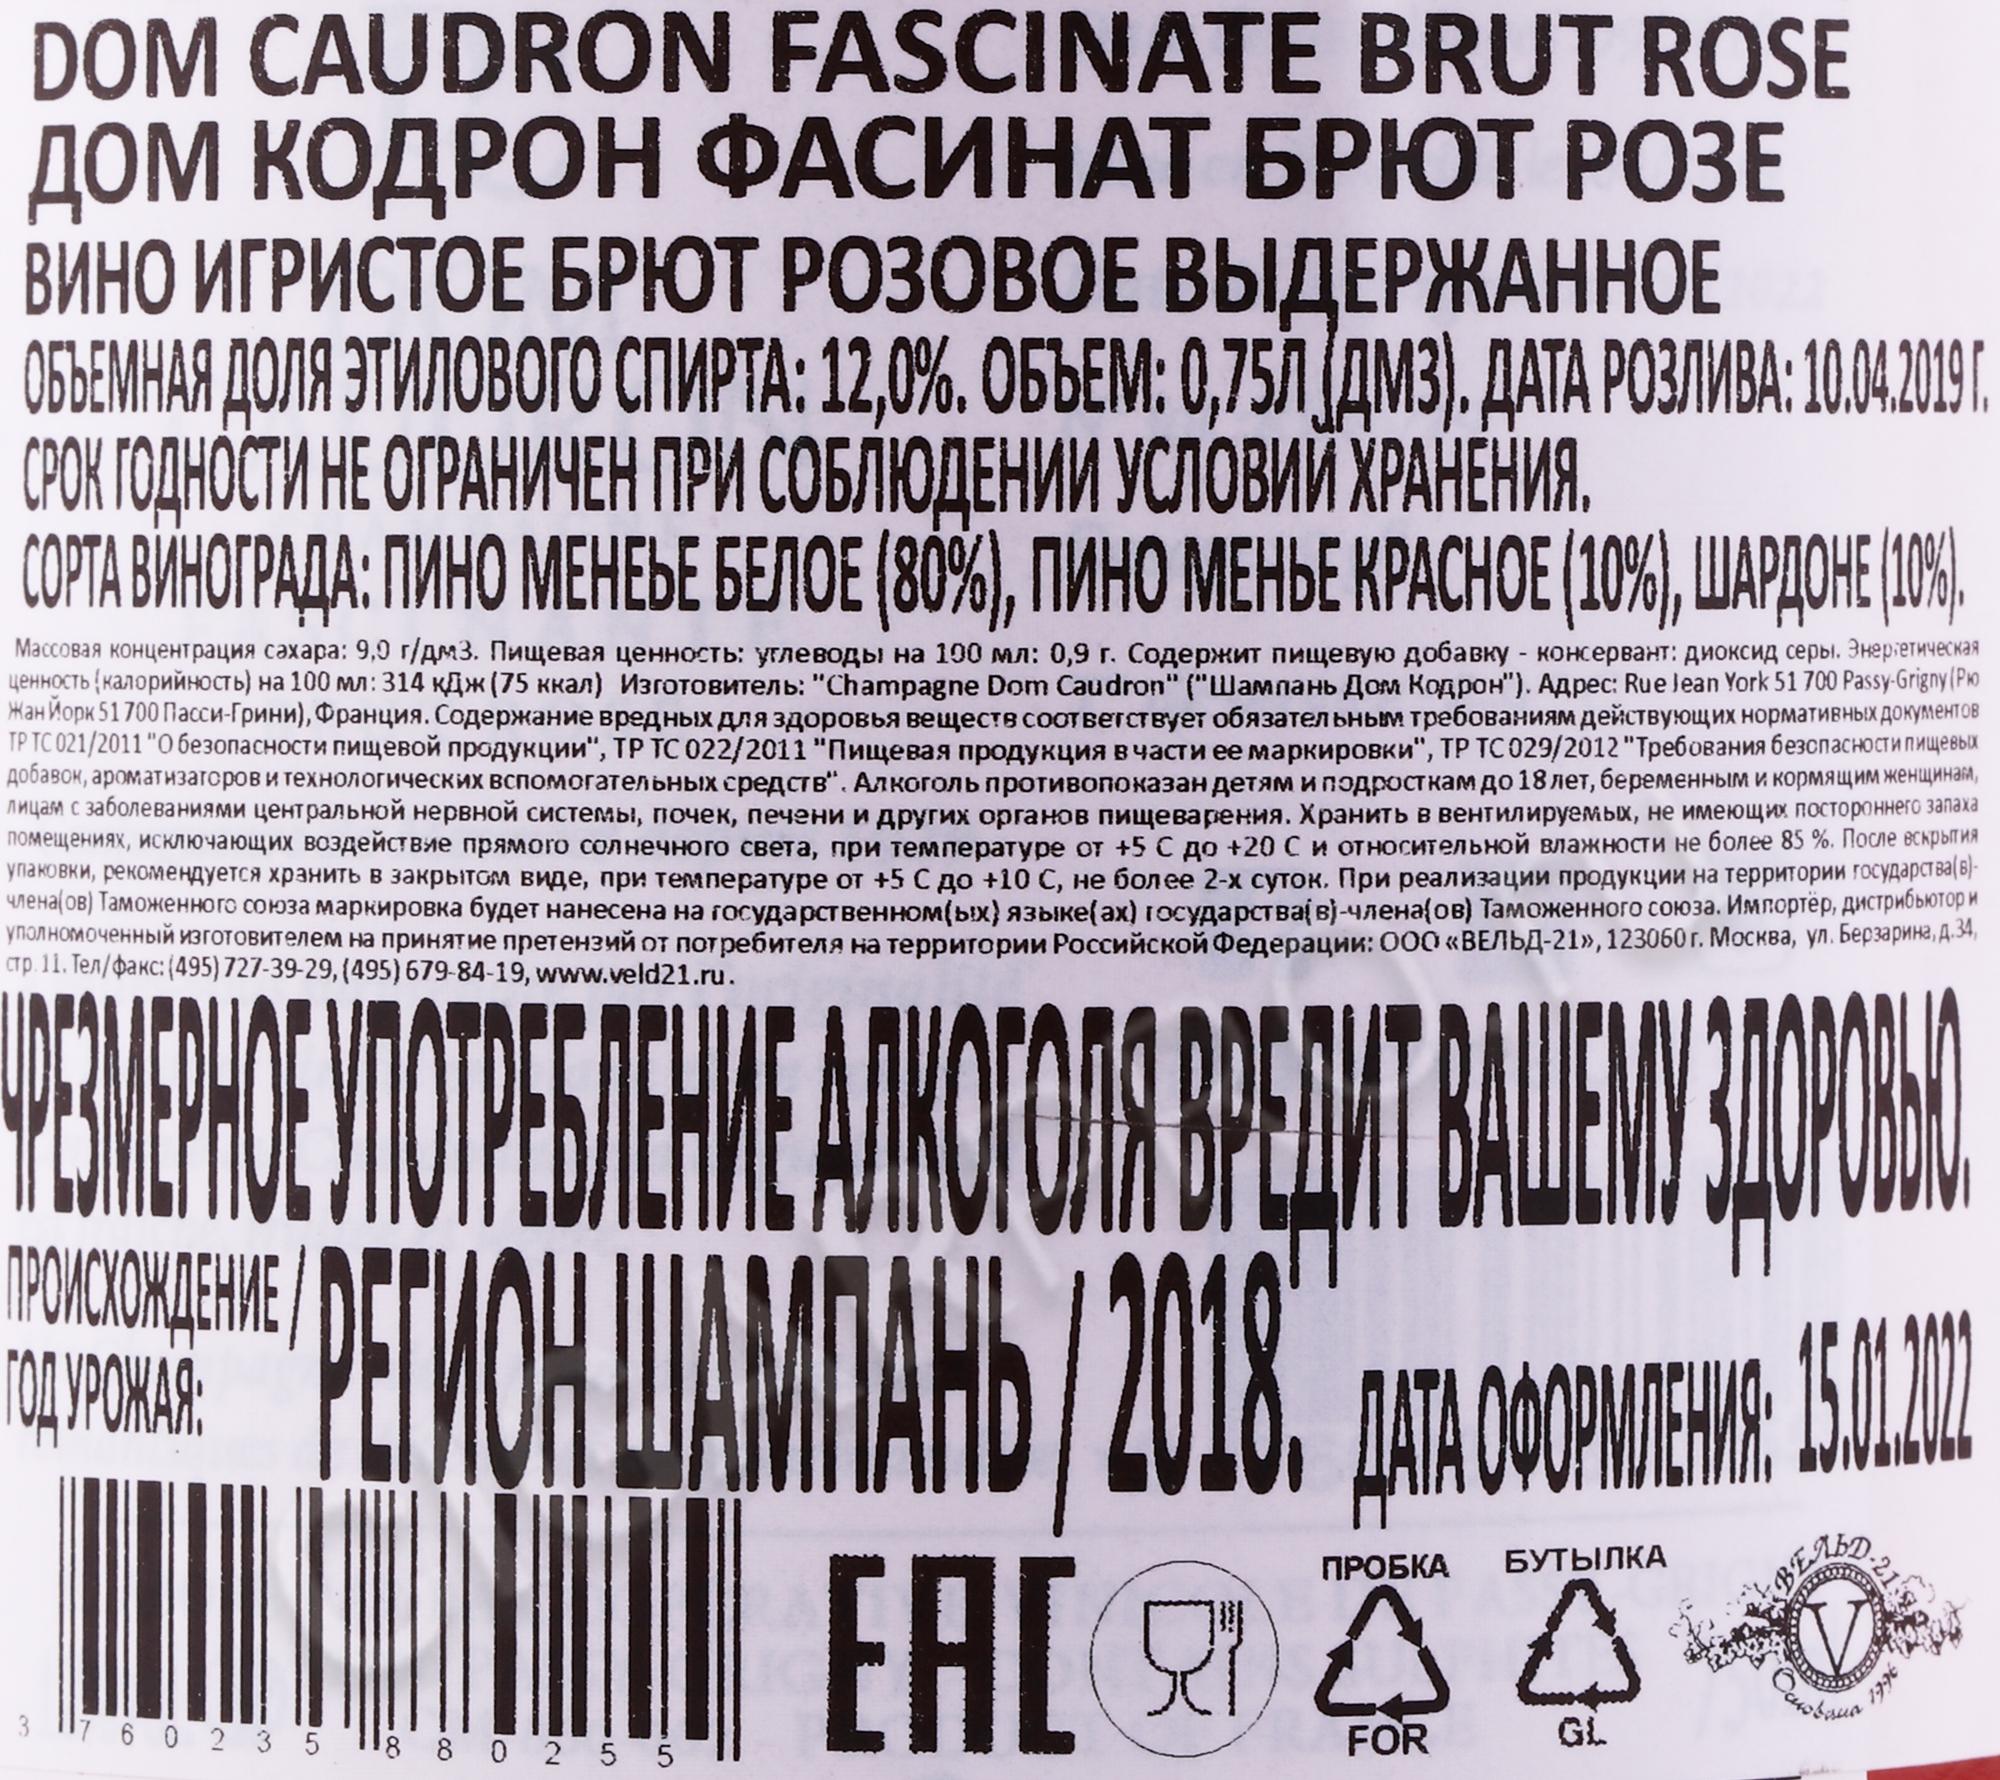 DOM CAUDRON FASCINATE BRUT ROSE
ДОМ КОДРОН ФАСИНАТ БРЮТ РОЗЕ
ВИНО ИГРИСТОЕ БРЮТ РОЗОВОЕ ВЫДЕРЖАННОЕ
ОБЪЕМНАЯ ДОЛЯ ЭТИЛОВОГО СПИРТА: 12,0%. ОБЪЕМ: 0,75Л (ДМ3). ДАТА РОЗЛИВА: 10.04.2019 Г.
СРОК ГОДНОСТИ НЕ ОГРАНИЧЕН ПРИ СОБЛЮДЕНИИ УСЛОВИЙ ХРАНЕНИЯ.
СОРТА ВИНОГРАДА: ПИНО МЕНЕЬЕ БЕЛОЕ (80%), ПИНО МЕНЬЕ КРАСНОЕ (10%), ШАРДОНЕ (10%).
Массовая концентрация сахара: 9,0 г/дм3. Пищевая ценность: углеводы на 100 мл: 0,9 г. Содержит пищевую добавку - консервант: диоксид серы. Энергетическая
ценность (калорийность) на 100 мл: 314 кДж (75 ккал) Изготовитель: "Champagne Dom Caudron" ("Шампань Дом Кодрон"). Адрес: Rue Jean York 51 700 Passy-Grigny (Рю
Жан Йорк 51 700 Пасси-Грини), Франция. Содержание вредных для здоровья веществ соответствует обязательным требованиям действующих нормативных документов
ТР ТС 021/2011 "О безопасности пищевой продукции", ТР ТС 022/2011 "Пищевая продукция в части ее маркировки", ТР ТС 029/2012 "Требования безопасности пищевых
добавок, ароматизаторов и технологических вспомогательных средств". Алкоголь противопоказан детям и подросткам до 18 лет, беременным и кормящим женщинам,
лицам с заболеваниями центральной нервной системы, почек, печени и других органов пищеварения. Хранить в вентилируемых, не имеющих постороннего запаха
помещениях, исключающих воздействие прямого солнечного света, при температуре от +5 С до +20 С и относительной влажности не более 85 %. После вскрытия
упаковки, рекомендуется хранить в закрытом виде, при температуре от +5 С до +10 С, не более 2-х суток. При реализации продукции на территории государства(в)-
члена(ов) Таможенного союза маркировка будет нанесена на государственном(ых) языке(ах) государства(в)-члена(ов) Таможенного союза. Импортёр, дистрибьютор и
уполномоченный изготовителем на принятие претензий от потребителя на территории Российской Федерации: ООО «ВЕЛЬД-21», 123060 г. Москва, ул. Берзарина, д.34,
стр. 11. Тел/факс: (495) 727-39-29, (495) 679-84-19, www.veld21.ru.
ЧРЕЗМЕРНОЕ УПОТРЕБЛЕНИЕ АЛКОГОЛЯ ВРЕДИТ ВАШЕМУ ЗДОРОВЬЮ.
ПРОИСХОЖДЕНИЕ /
ГОД УРОЖАЯ:
РЕГИОН ШАМПАНЬ / 2018.
ДАТА ОФОРМЛЕНИЯ: 15.01.2022
3 760235 880255
EAC
ПРОБКА
FOR
БУТЫЛКА
GL
ВЕЛЬД-21
V
Основана 1996